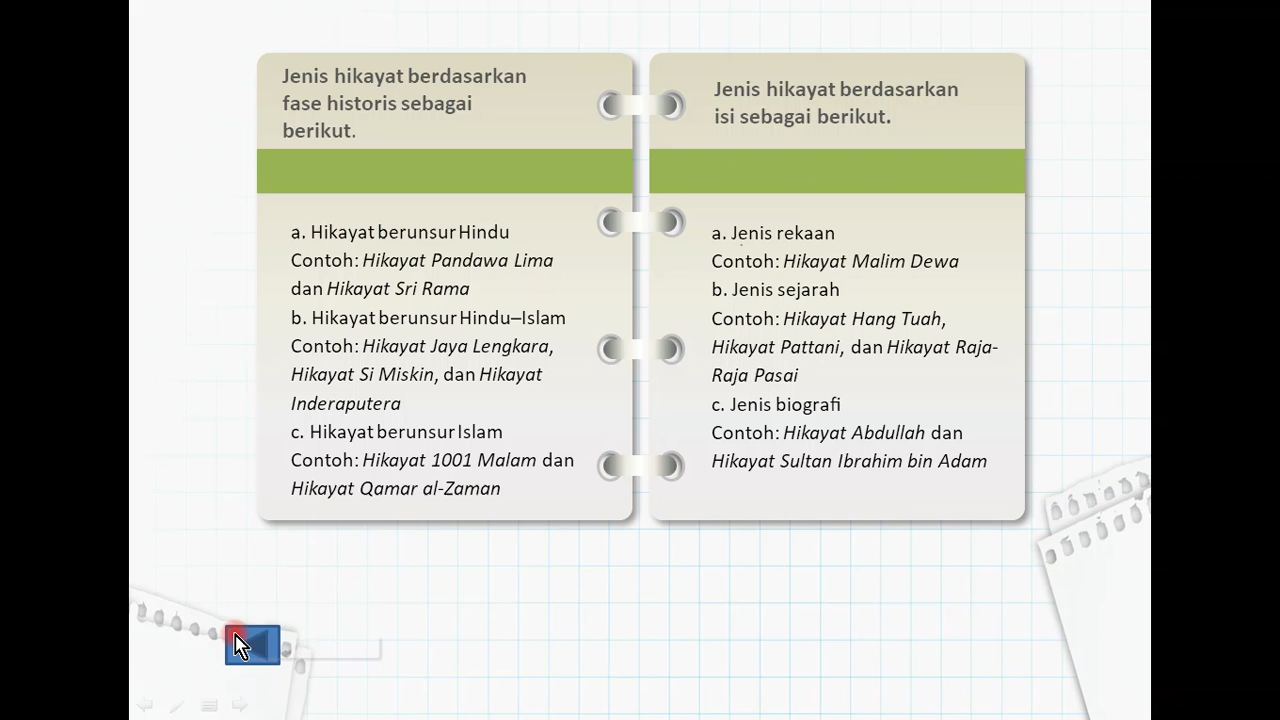 Jenis hikayat berdasarkan
fase historis sebagai
berikut.
a. Hikayat berunsur Hindu
Contoh: Hikayat Pandawa Lima
dan Hikayat Sri Rama
b. Hikayat berunsur Hindu–Islam
Contoh: Hikayat Jaya Lengkara,
Hikayat Si Miskin, dan Hikayat
Inderaputera
c. Hikayat berunsur Islam
Contoh: Hikayat 1001 Malam dan
Hikayat Qamar al-Zaman
Jenis hikayat berdasarkan
isi sebagai berikut.
a. Jenis rekaan
Contoh: Hikayat Malim Dewa
b. Jenis sejarah
Contoh: Hikayat Hang Tuah,
Hikayat Pattani, dan Hikayat Raja-
Raja Pasai
c. Jenis biografi
Contoh: Hikayat Abdullah dan
Hikayat Sultan Ibrahim bin Adam